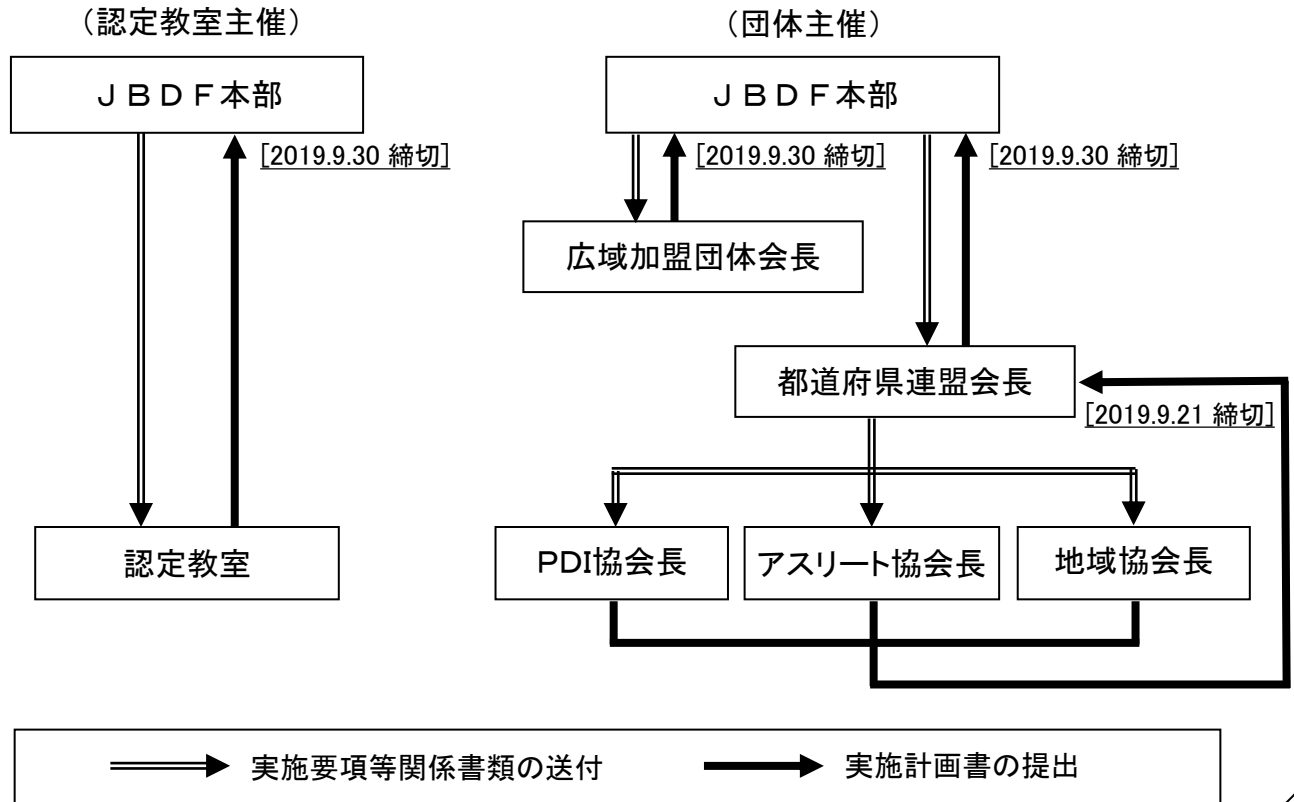 （認定教室主催）
ＪＢＤＦ本部
[2019.9.30 締切]
認定教室
（団体主催）
ＪＢＤＦ本部
[2019.9.30 締切]
[2019.9.30 締切]
広域加盟団体会長
都道府県連盟会長
[2019.9.21 締切]
PDI協会長
アスリート協会長
地域協会長
実施要項等関係書類の送付
実施計画書の提出